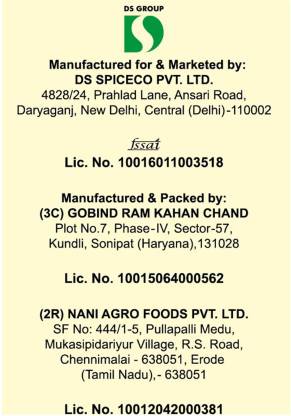 DS GROUP
Manufactured for & Marketed by:
DS SPICECO PVT. LTD.
4828/24, Prahlad Lane, Ansari Road,
Daryaganj, New Delhi, Central (Delhi)-110002
fssai
Lic. No. 10016011003518
Manufactured & Packed by:
(3C) GOBIND RAM KAHAN CHAND
Plot No.7, Phase-IV, Sector-57,
Kundli, Sonipat (Haryana),131028
Lic. No. 10015064000562
(2R) NANI AGRO FOODS PVT. LTD.
SF No: 444/1-5, Pullapalli Medu,
Mukasipidariyur Village, R.S. Road,
Chennimalai - 638051, Erode
(Tamil Nadu),- 638051
Lic. No. 10012042000381